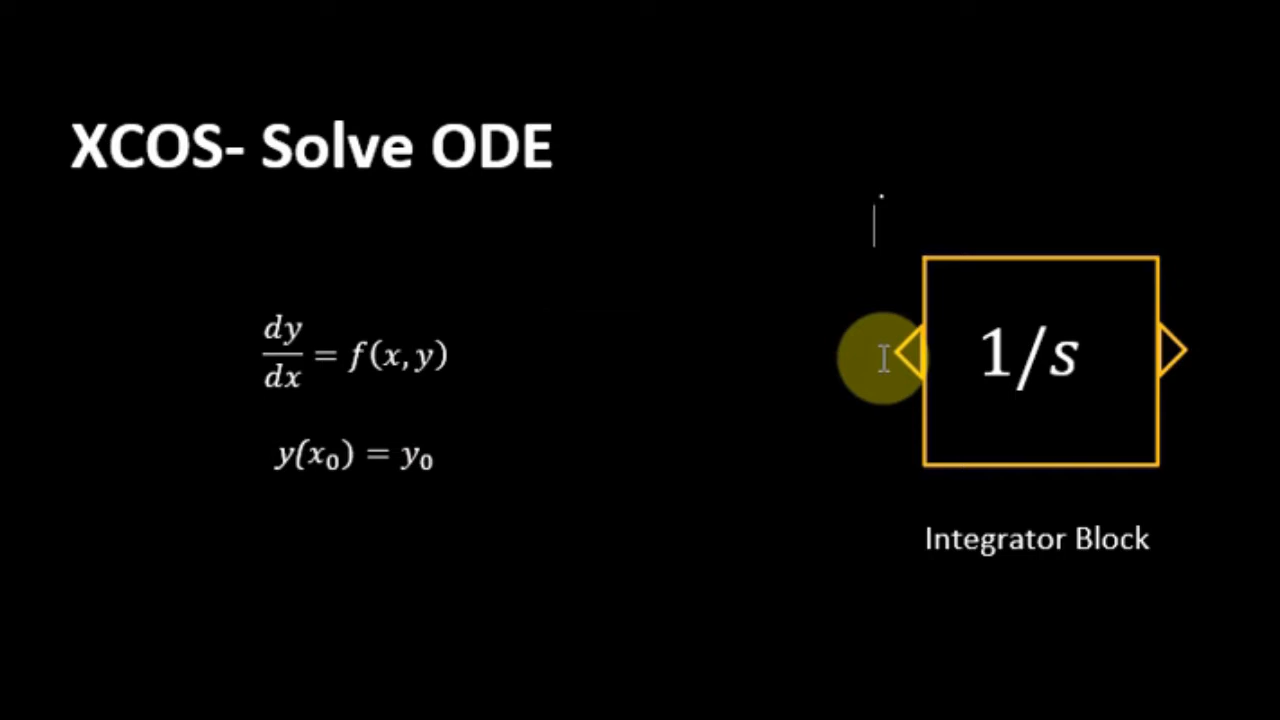 XCOS- Solve ODE
dy/dx = f(x, y)
y(x₀) = y₀
1/s
Integrator Block